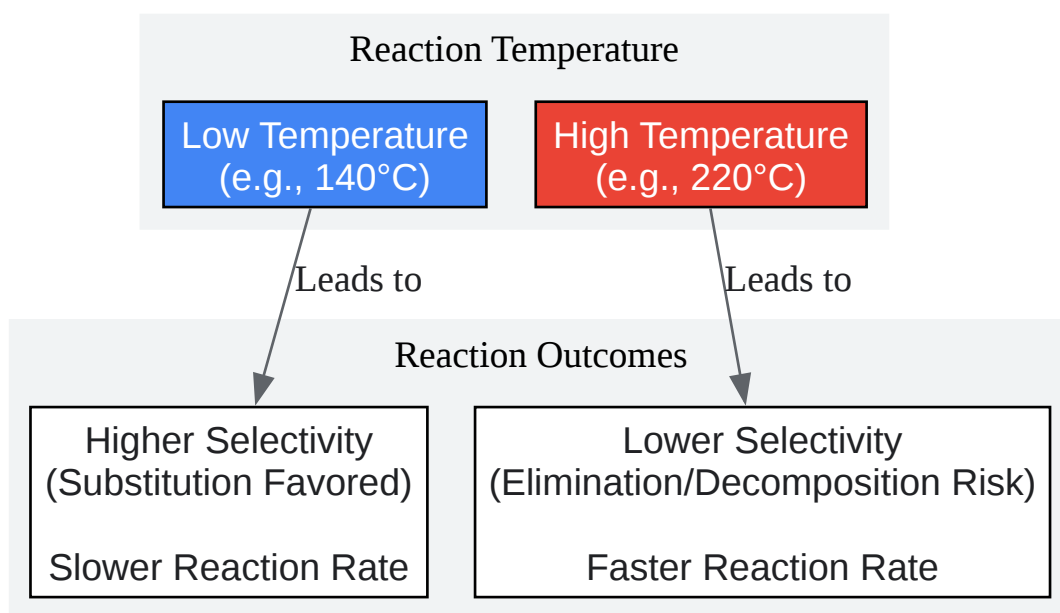 Reaction Temperature
Low Temperature
(e.g., 140°C)
High Temperature
(e.g., 220°C)
Leads to
Leads to
Reaction Outcomes
Higher Selectivity
(Substitution Favored)
Slower Reaction Rate
Lower Selectivity
(Elimination/Decomposition Risk)
Faster Reaction Rate